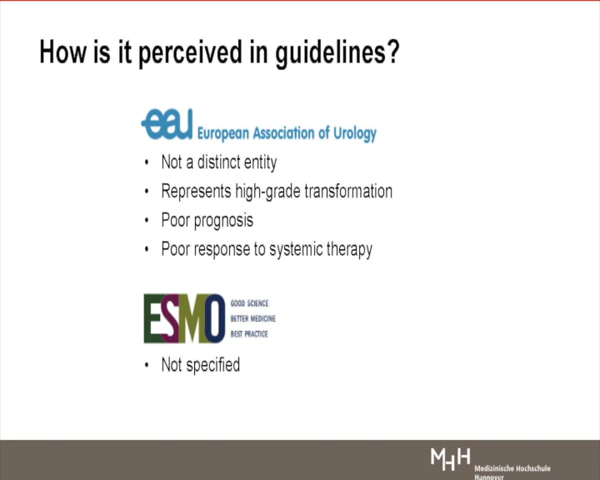 How is it perceived in guidelines?
eau European Association of Urology
• Not a distinct entity
• Represents high-grade transformation
• Poor prognosis
• Poor response to systemic therapy
ESMO
GOOD SCIENCE
BETTER MEDICINE
BEST PRACTICE
• Not specified
MHH
Medizinische Hochschule
Hannover